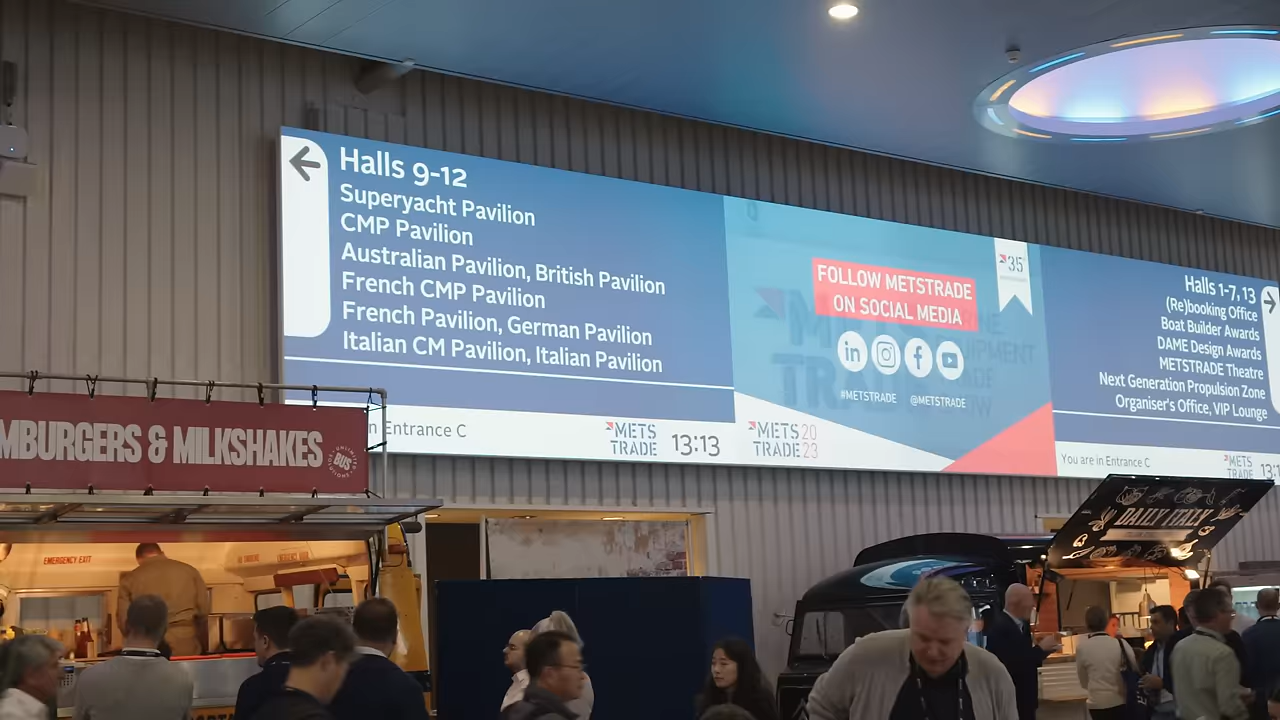 Halls 9-12
Superyacht Pavilion
CMP Pavilion
Australian Pavilion, British Pavilion
French CMP Pavilion
French Pavilion, German Pavilion
Italian CM Pavilion, Italian Pavilion
Entrance C
METS
TRADE
13:13
FOLLOW METSTRADE
ON SOCIAL MEDIA
#METSTRADE @METSTRADE
METS 20
TRADE 23
35
Halls 1-7, 13
(Re)booking Office
Boat Builder Awards
DAME Design Awards
METSTRADE Theatre
Next Generation Propulsion Zone
Organiser's Office, VIP Lounge
You are in Entrance C
METS
TRADE
13:1
MBURGERS & MILKSHAKES
BUS
EMERGENCY EXIT
DAILY ITALY